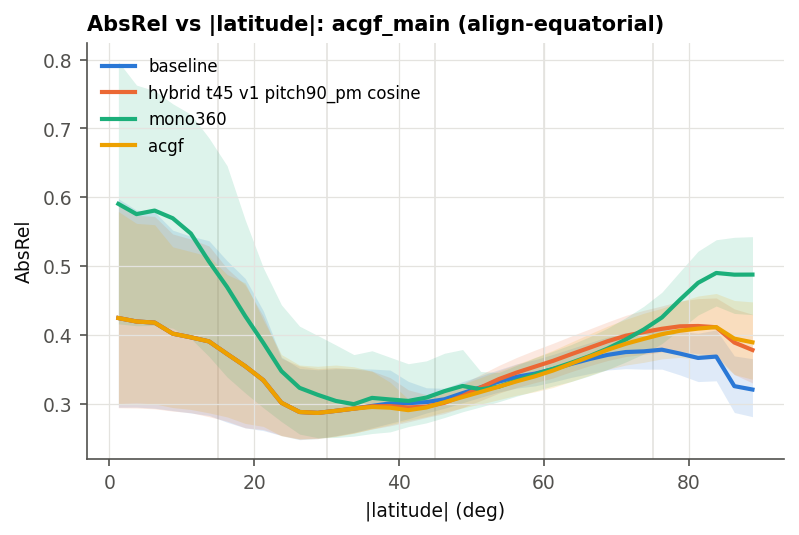 AbsRel vs |latitude|: acgf_main (align-equatorial)
baseline
hybrid t45 v1 pitch90_pm cosine
mono360
acgf
AbsRel
0.8
0.7
0.6
0.5
0.4
0.3
0 20 40 60 80
|latitude| (deg)